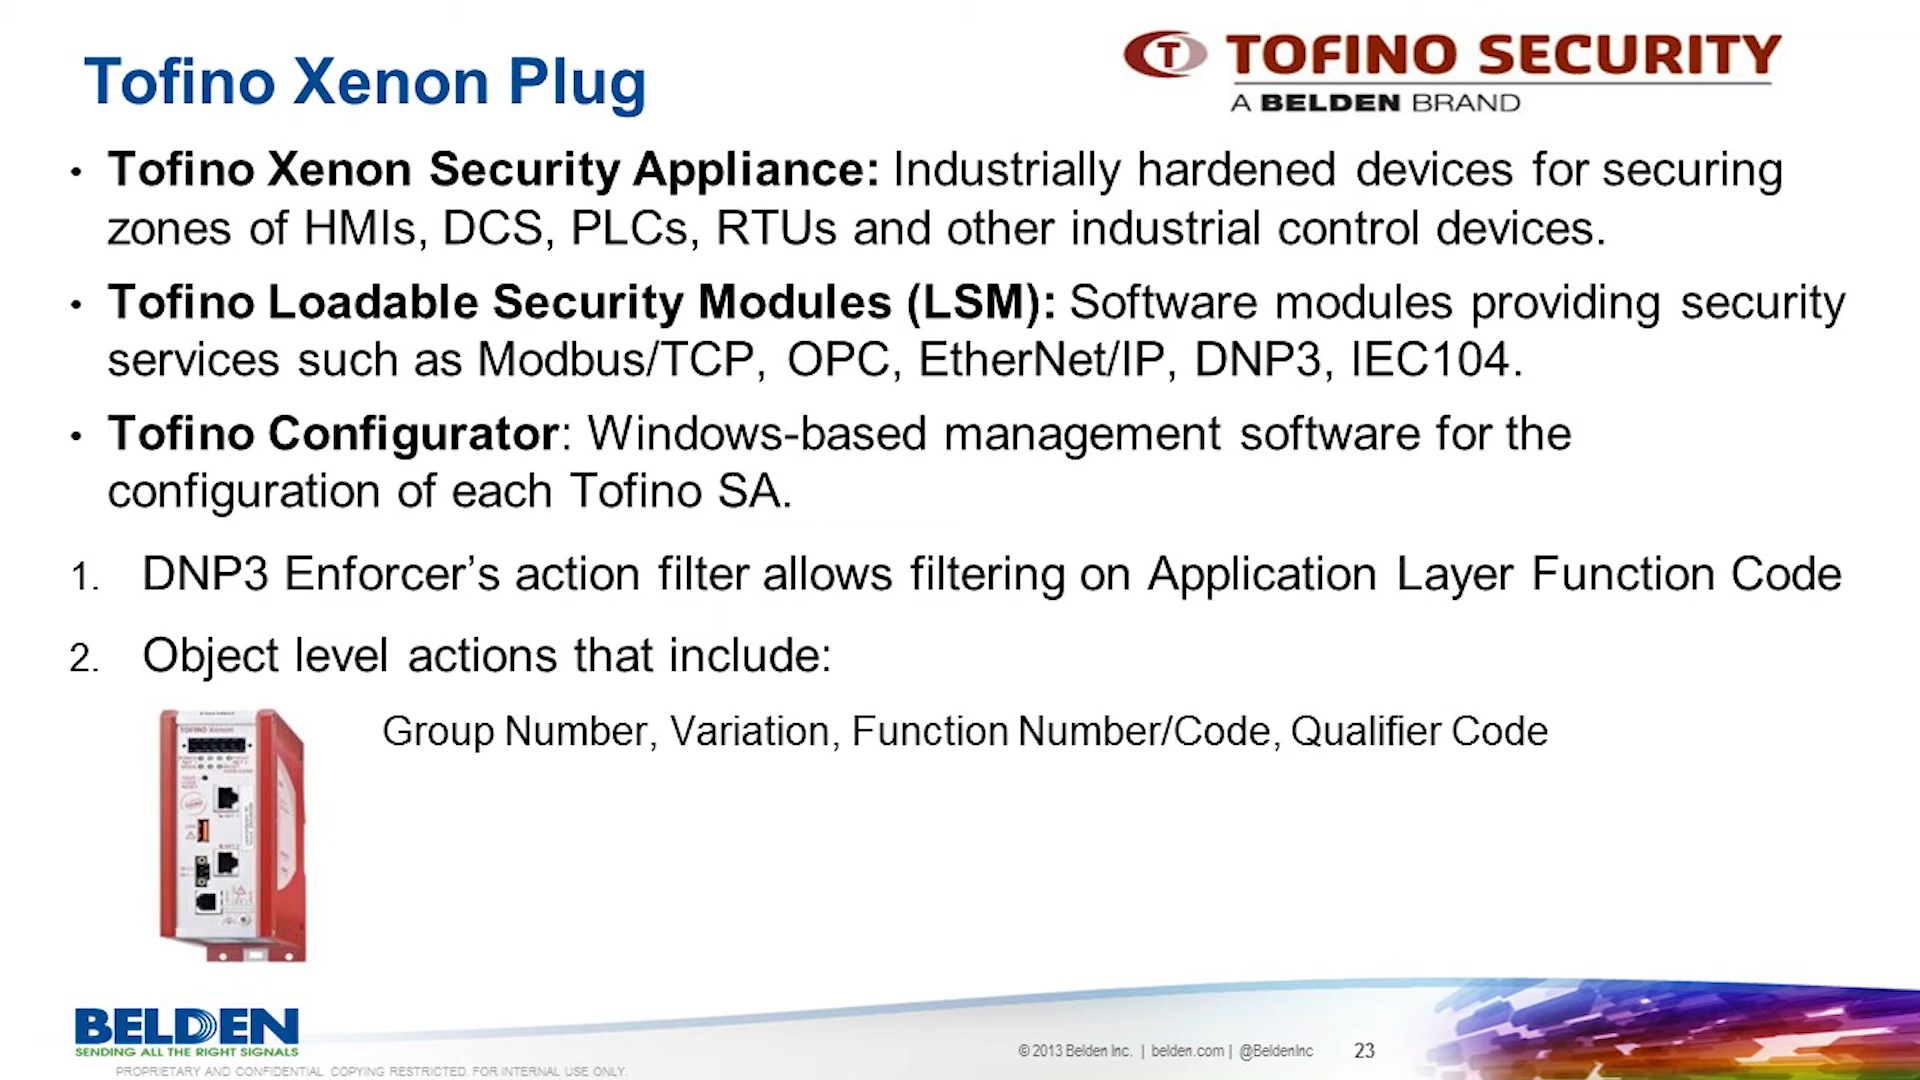 Tofino Xenon Plug
TOFINO SECURITY
A BELDEN BRAND
• Tofino Xenon Security Appliance: Industrially hardened devices for securing
zones of HMIs, DCS, PLCs, RTUs and other industrial control devices.
• Tofino Loadable Security Modules (LSM): Software modules providing security
services such as Modbus/TCP, OPC, EtherNet/IP, DNP3, IEC104.
• Tofino Configurator: Windows-based management software for the
configuration of each Tofino SA.
1. DNP3 Enforcer’s action filter allows filtering on Application Layer Function Code
2. Object level actions that include:
Group Number, Variation, Function Number/Code, Qualifier Code
TOFINO Xenon
BELDEN
SENDING ALL THE RIGHT SIGNALS
© 2013 Belden Inc. | belden.com | @BeldenInc 23
PROPRIETARY AND CONFIDENTIAL. COPYING RESTRICTED. FOR INTERNAL USE ONLY.